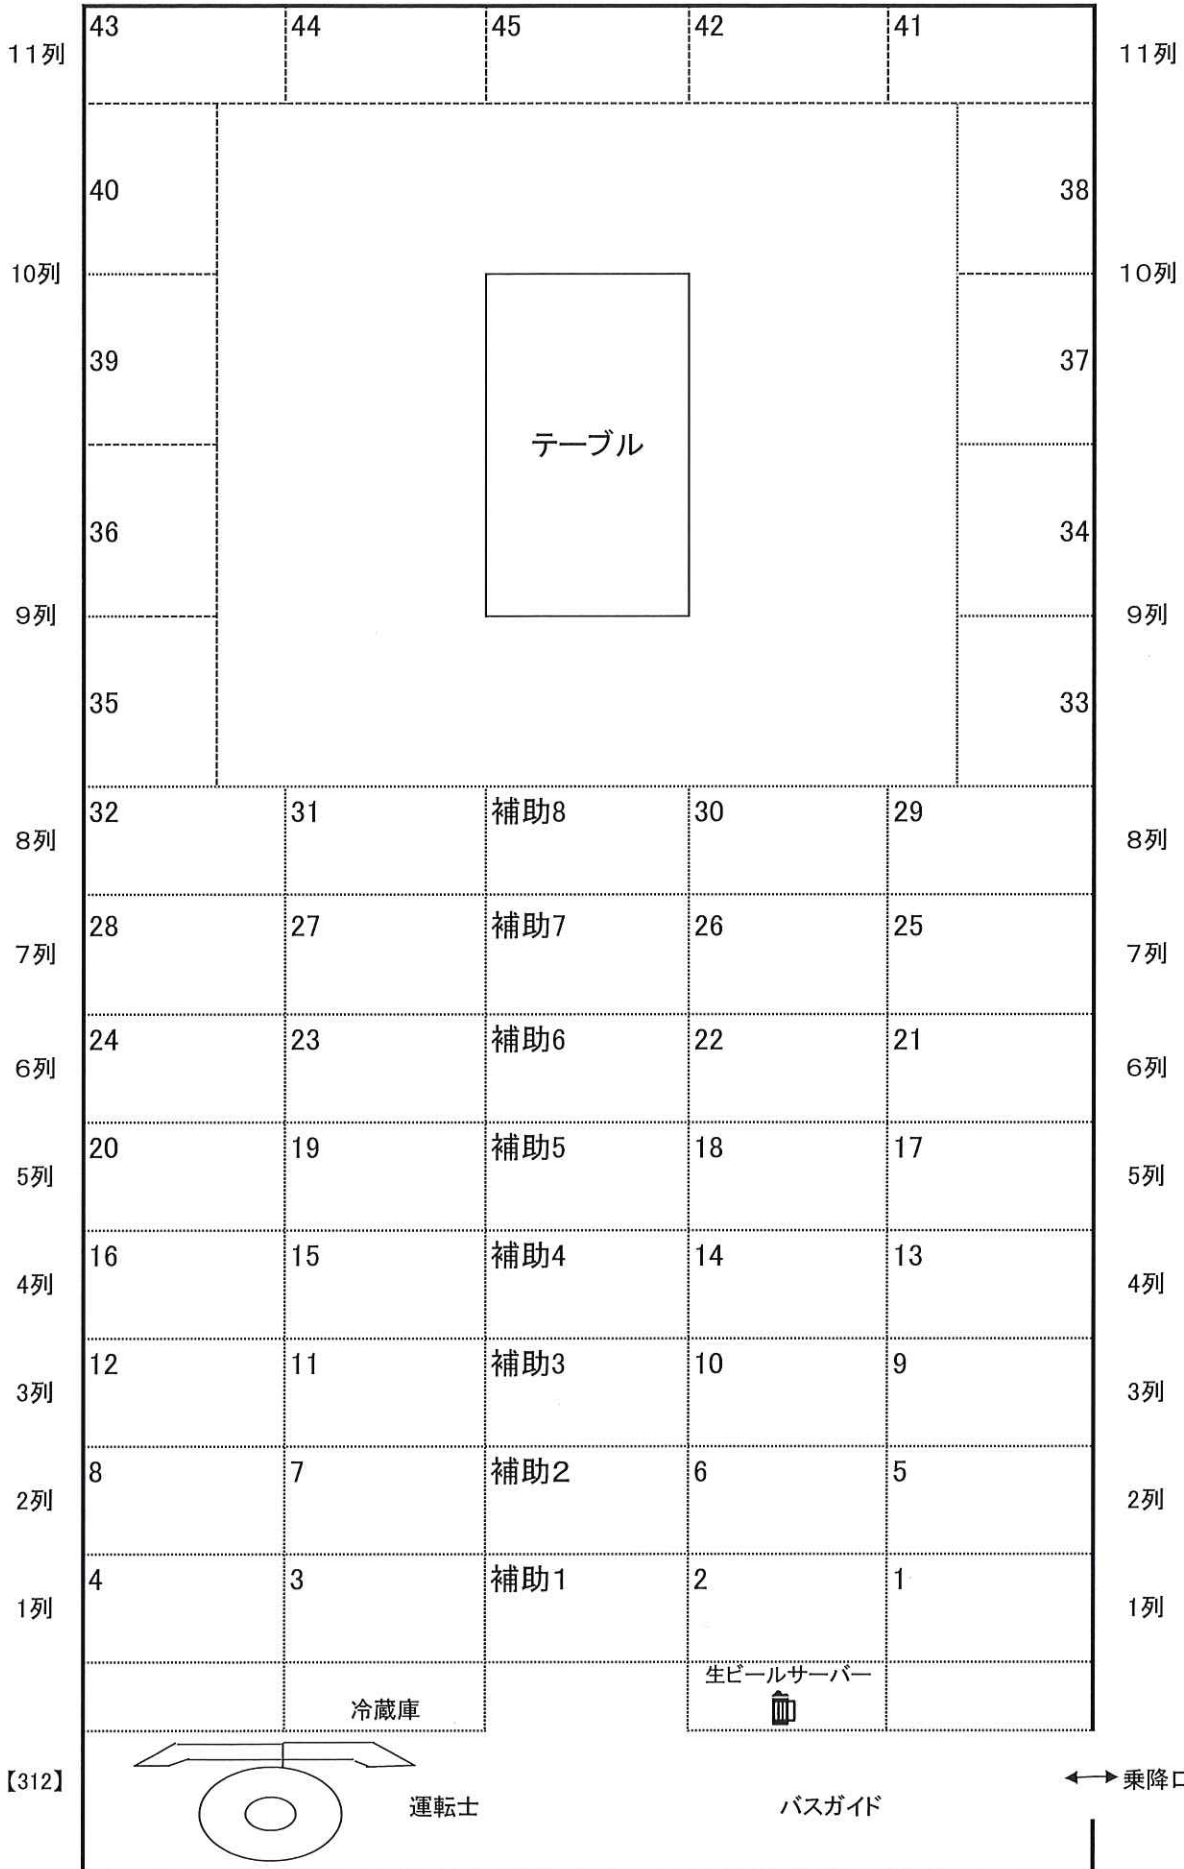 43 44 45 42 41
11列 11列
40 38
10列 10列
39 37
テーブル
36 34
9列 9列
35 33
32 31 補助8 30 29
8列 8列
28 27 補助7 26 25
7列 7列
24 23 補助6 22 21
6列 6列
20 19 補助5 18 17
5列 5列
16 15 補助4 14 13
4列 4列
12 11 補助3 10 9
3列 3列
8 7 補助2 6 5
2列 2列
4 3 補助1 2 1
1列 1列
生ビールサーバー
冷蔵庫
【312】 乗降口
運転士 バスガイド